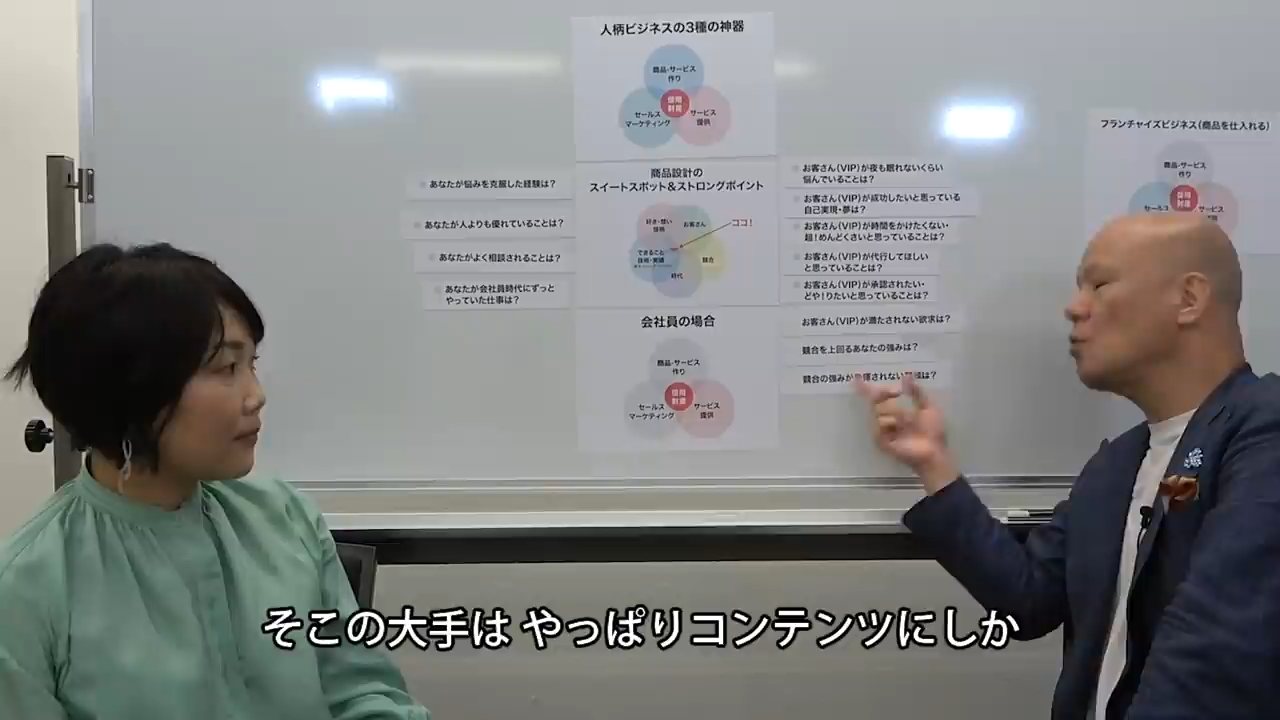 人柄ビジネスの3種の神器
商品・サービス
作り
信用
財産
セールス
マーケティング
サービス
提供
商品設計の
スイートスポット&ストロングポイント
好き・想い
情熱
お客さん
ココ!
できること
技術・実績
競合
時代
会社員の場合
商品・サービス
作り
信用
財産
セールス
マーケティング
サービス
提供
あなたが悩みを克服した経験は?
あなたが人よりも優れていることは?
あなたがよく相談されることは?
あなたが会社員時代にずっと
やっていた仕事は?
お客さん(VIP)が夜も眠れないくらい
悩んでいることは?
お客さん(VIP)が成功したいと思っている
自己実現・夢は?
お客さん(VIP)が時間をかけたくない・
超!めんどくさいと思っていることは?
お客さん(VIP)が代行してほしい
と思っていることは?
お客さん(VIP)が承認されたい・
どや!りたいと思っていることは?
お客さん(VIP)が満たされない欲求は?
競合を上回るあなたの強みは?
競合の強みが されない は?
フランチャイズビジネス(商品を仕入れる)
商品・サービス
作り
信用
財産
セールス
サービス
そこの大手は やっぱりコンテンツにしか